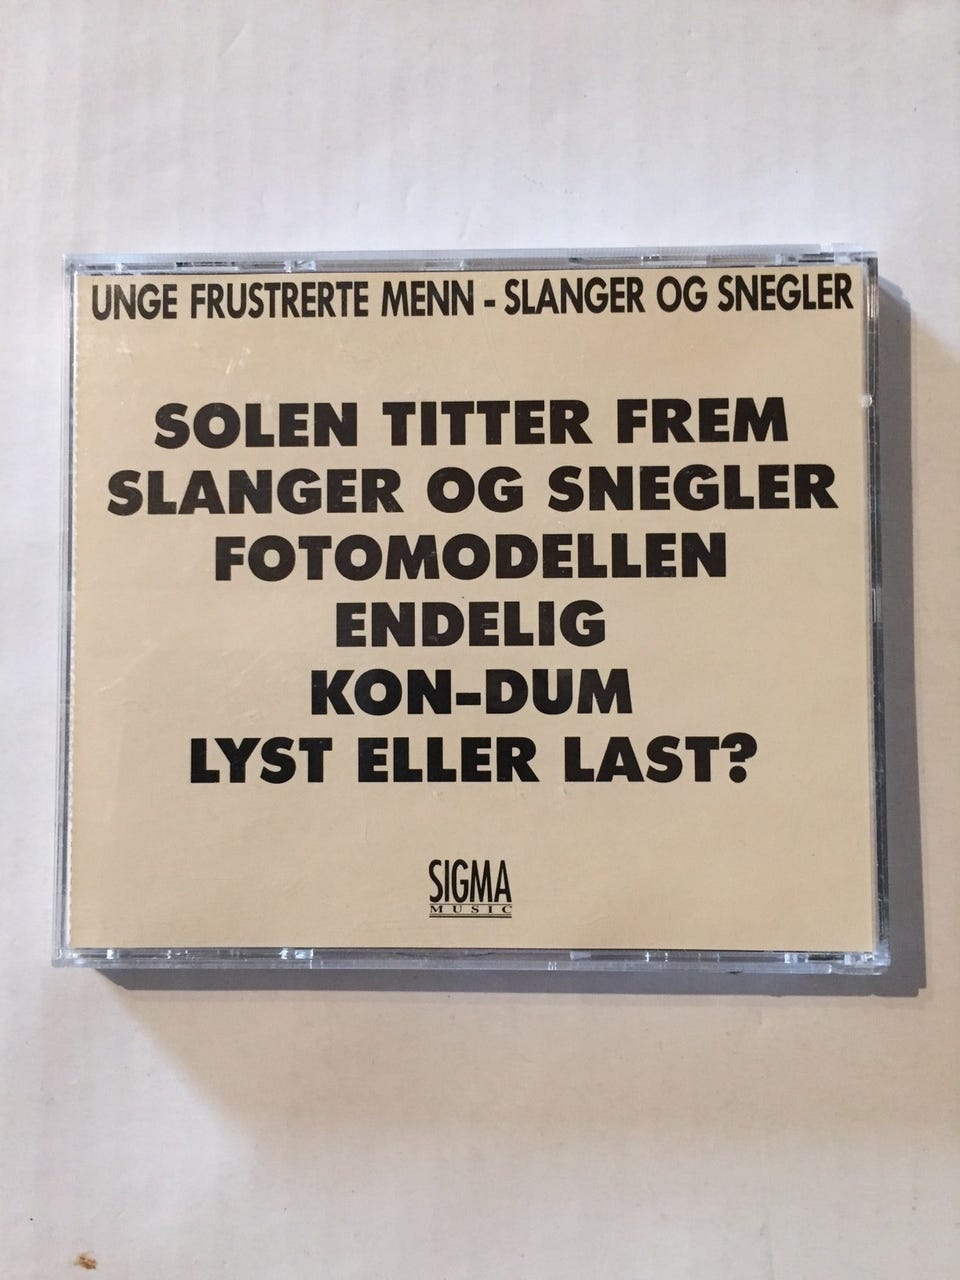 UNGE FRUSTRERTE MENN - SLANGER OG SNEGLER
SOLEN TITTER FREM
SLANGER OG SNEGLER
FOTOMODELLEN
ENDELIG
KON-DUM
LYST ELLER LAST?
SIGMA
MUSIC